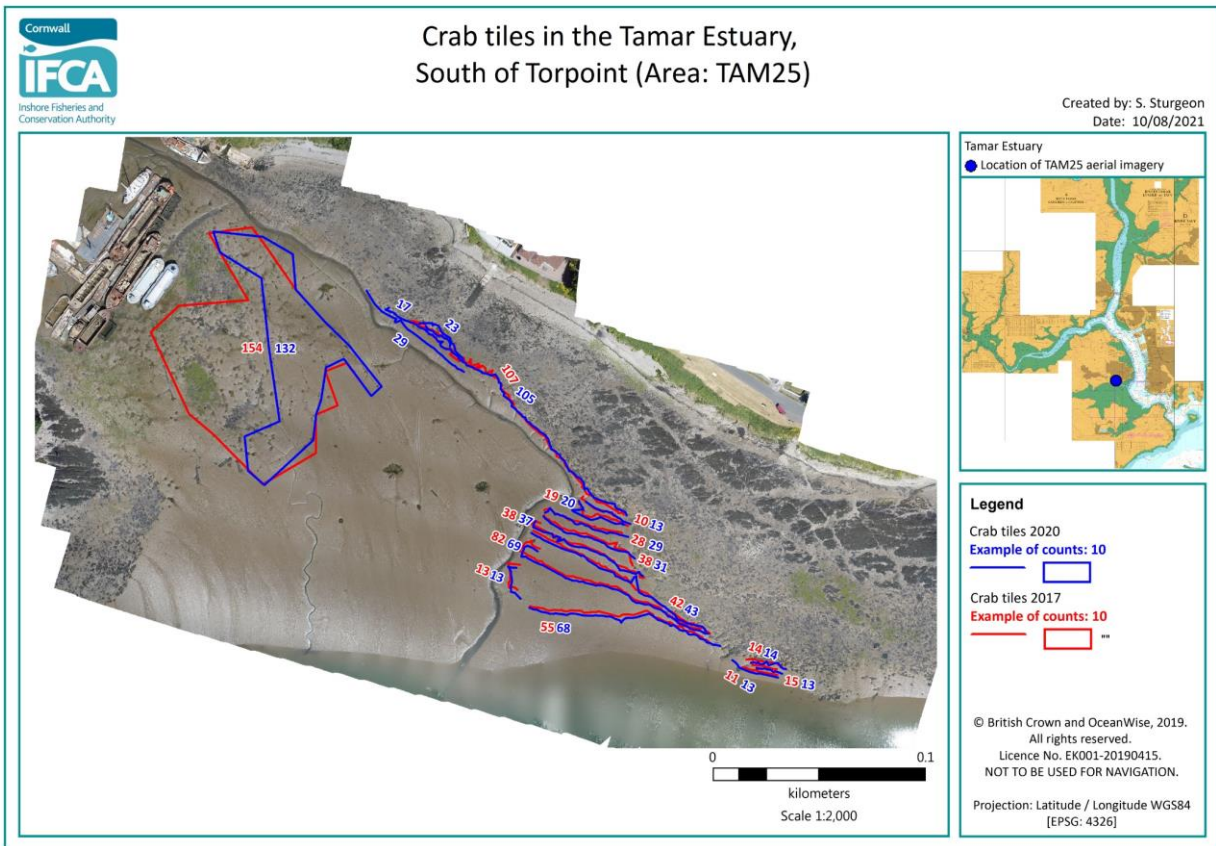 Cornwall
IFCA
Inshore Fisheries and
Conservation Authority
Crab tiles in the Tamar Estuary,
South of Torpoint (Area: TAM25)
Created by: S. Sturgeon
Date: 10/08/2021
17
23
29
154 132
107
105
19 20
10 13
38 37
28 29
82 69
38 31
13 13
42 43
55 68
14 14
11 13
15 13
0 0.1
kilometers
Scale 1:2,000
Tamar Estuary
Location of TAM25 aerial imagery
Legend
Crab tiles 2020
Example of counts: 10
Crab tiles 2017
Example of counts: 10
""
© British Crown and OceanWise, 2019.
All rights reserved.
Licence No. EK001-20190415.
NOT TO BE USED FOR NAVIGATION.
Projection: Latitude / Longitude WGS84
[EPSG: 4326]